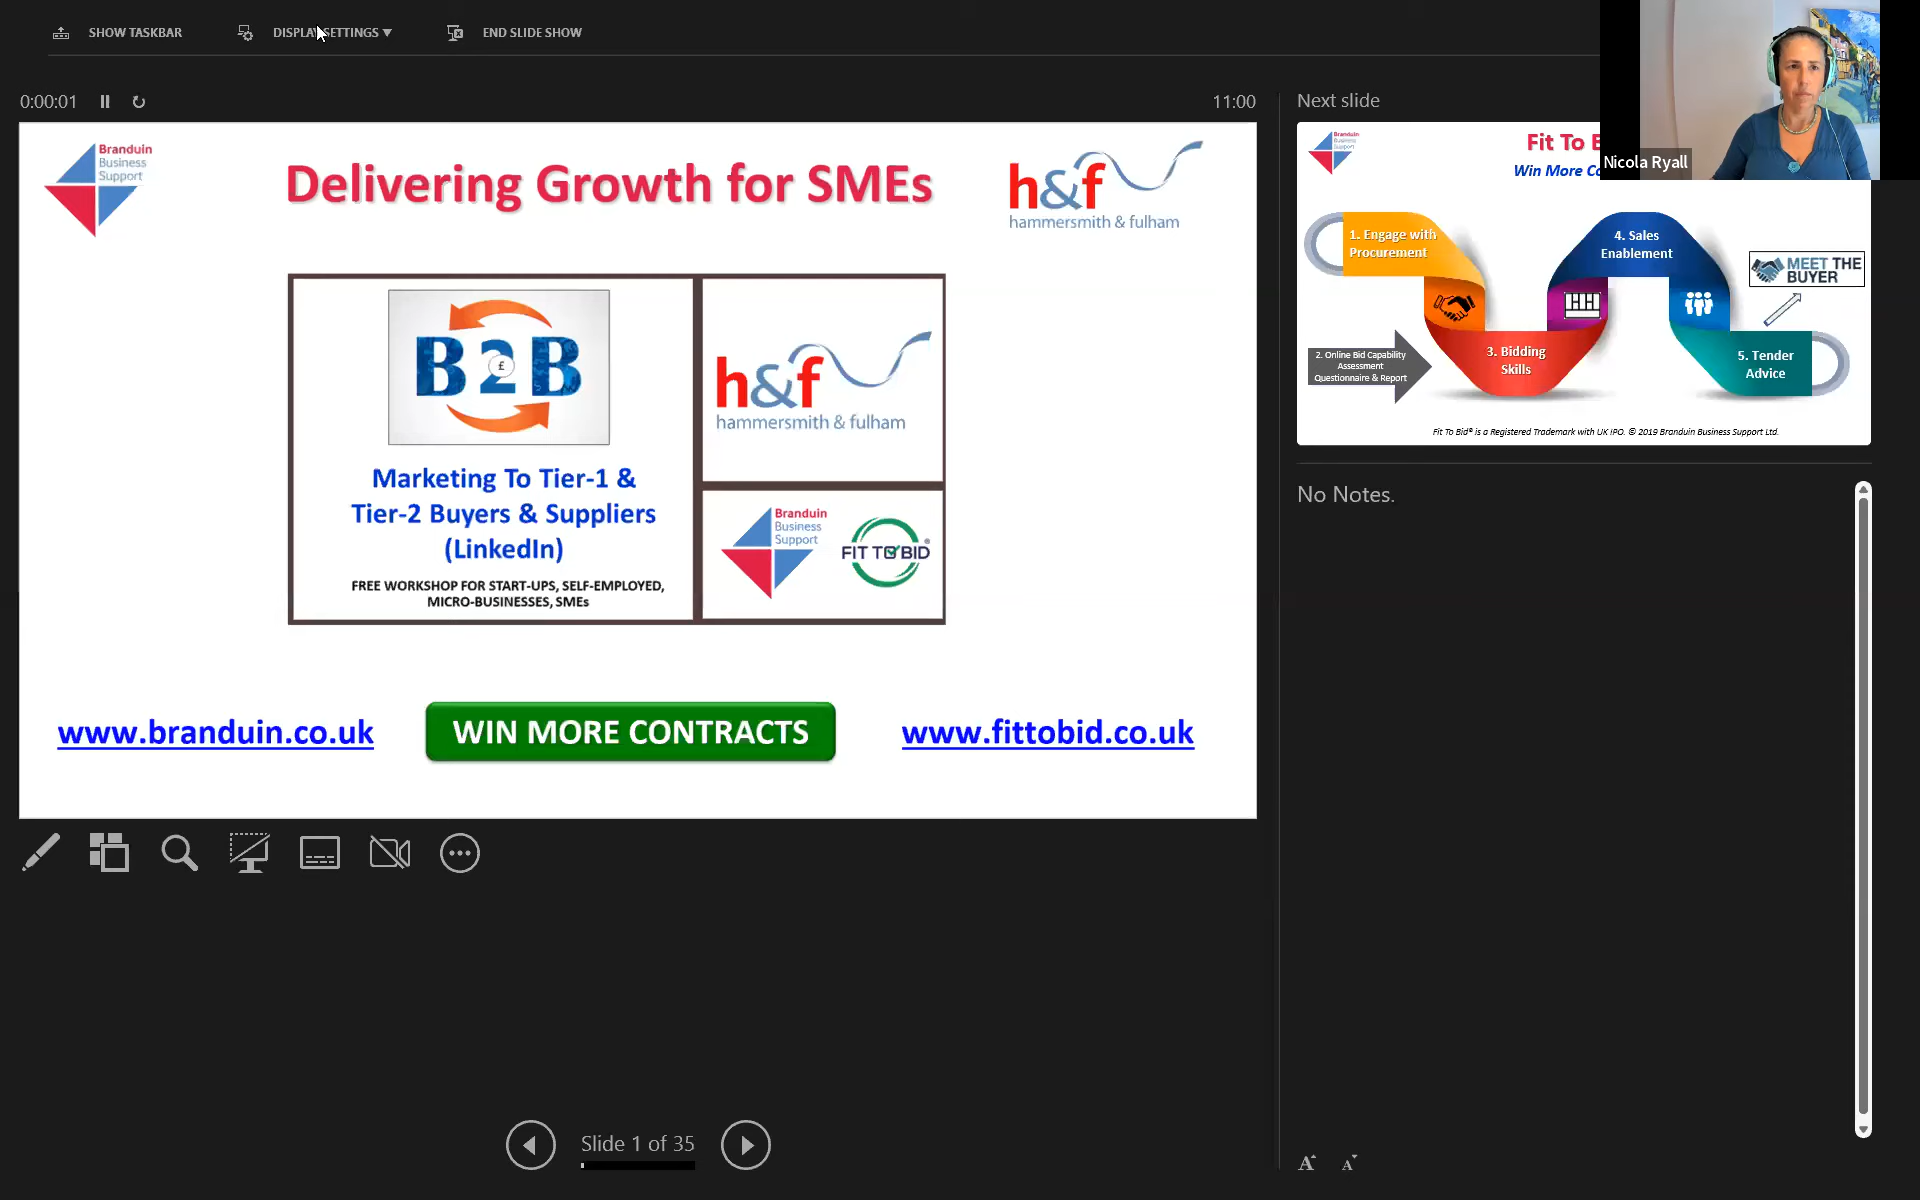 SHOW TASKBAR
DISPLAY SETTINGS ▼
END SLIDE SHOW
0:00:01
11:00
Branduin
Business
Support
Delivering Growth for SMEs
h&f
hammersmith & fulham
B2B
£
Marketing To Tier-1 &
Tier-2 Buyers & Suppliers
(LinkedIn)
FREE WORKSHOP FOR START-UPS, SELF-EMPLOYED,
MICRO-BUSINESSES, SMEs
h&f
hammersmith & fulham
Branduin
Business
Support
FIT TO BID®
www.branduin.co.uk
WIN MORE CONTRACTS
www.fittobid.co.uk
Slide 1 of 35
Next slide
Nicola Ryall
Branduin
Business
Support
Fit To
Win More
1. Engage with
Procurement
4. Sales
Enablement
MEET THE
BUYER
2. Online Bid Capability
Assessment
Questionnaire & Report
3. Bidding
Skills
5. Tender
Advice
Fit To Bid® is a Registered Trademark with UK IPO. © 2019 Branduin Business Support Ltd.
No Notes.
A A